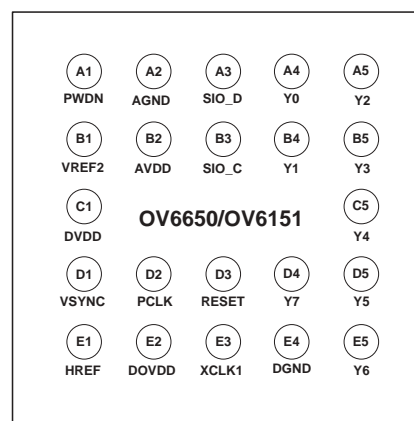 A1 A2 A3 A4 A5
PWDN AGND SIO_D Y0 Y2
B1 B2 B3 B4 B5
VREF2 AVDD SIO_C Y1 Y3
C1 OV6650/OV6151 C5
DVDD Y4
D1 D2 D3 D4 D5
VSYNC PCLK RESET Y7 Y5
E1 E2 E3 E4 E5
HREF DOVDD XCLK1 DGND Y6